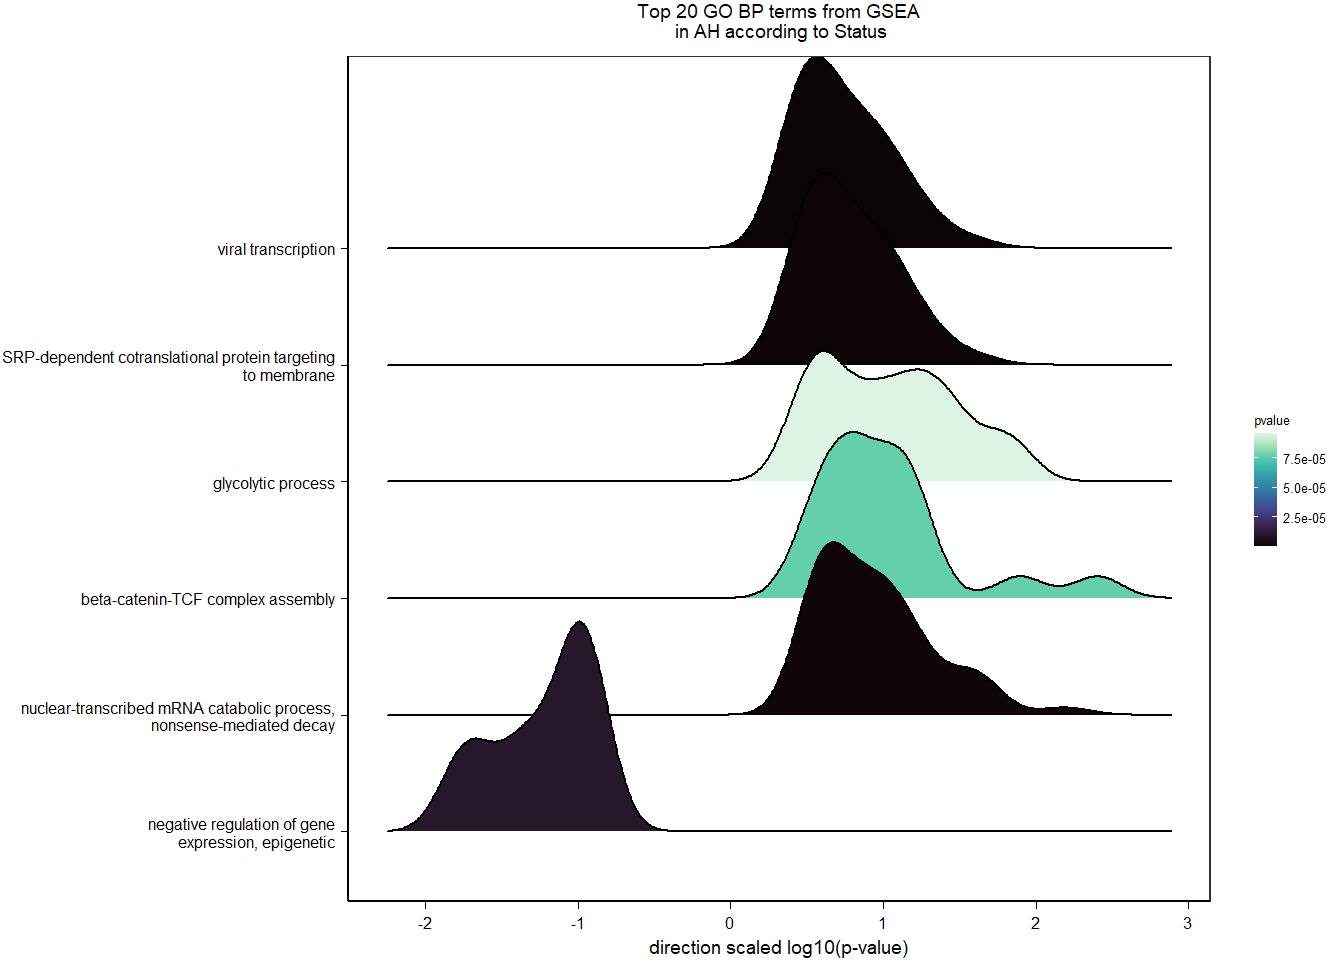 Top 20 GO BP terms from GSEA
in AH according to Status
viral transcription
SRP-dependent cotranslational protein targeting
to membrane
glycolytic process
beta-catenin-TCF complex assembly
nuclear-transcribed mRNA catabolic process,
nonsense-mediated decay
negative regulation of gene
expression, epigenetic
-2 -1 0 1 2 3
direction scaled log10(p-value)
pvalue
7.5e-05
5.0e-05
2.5e-05